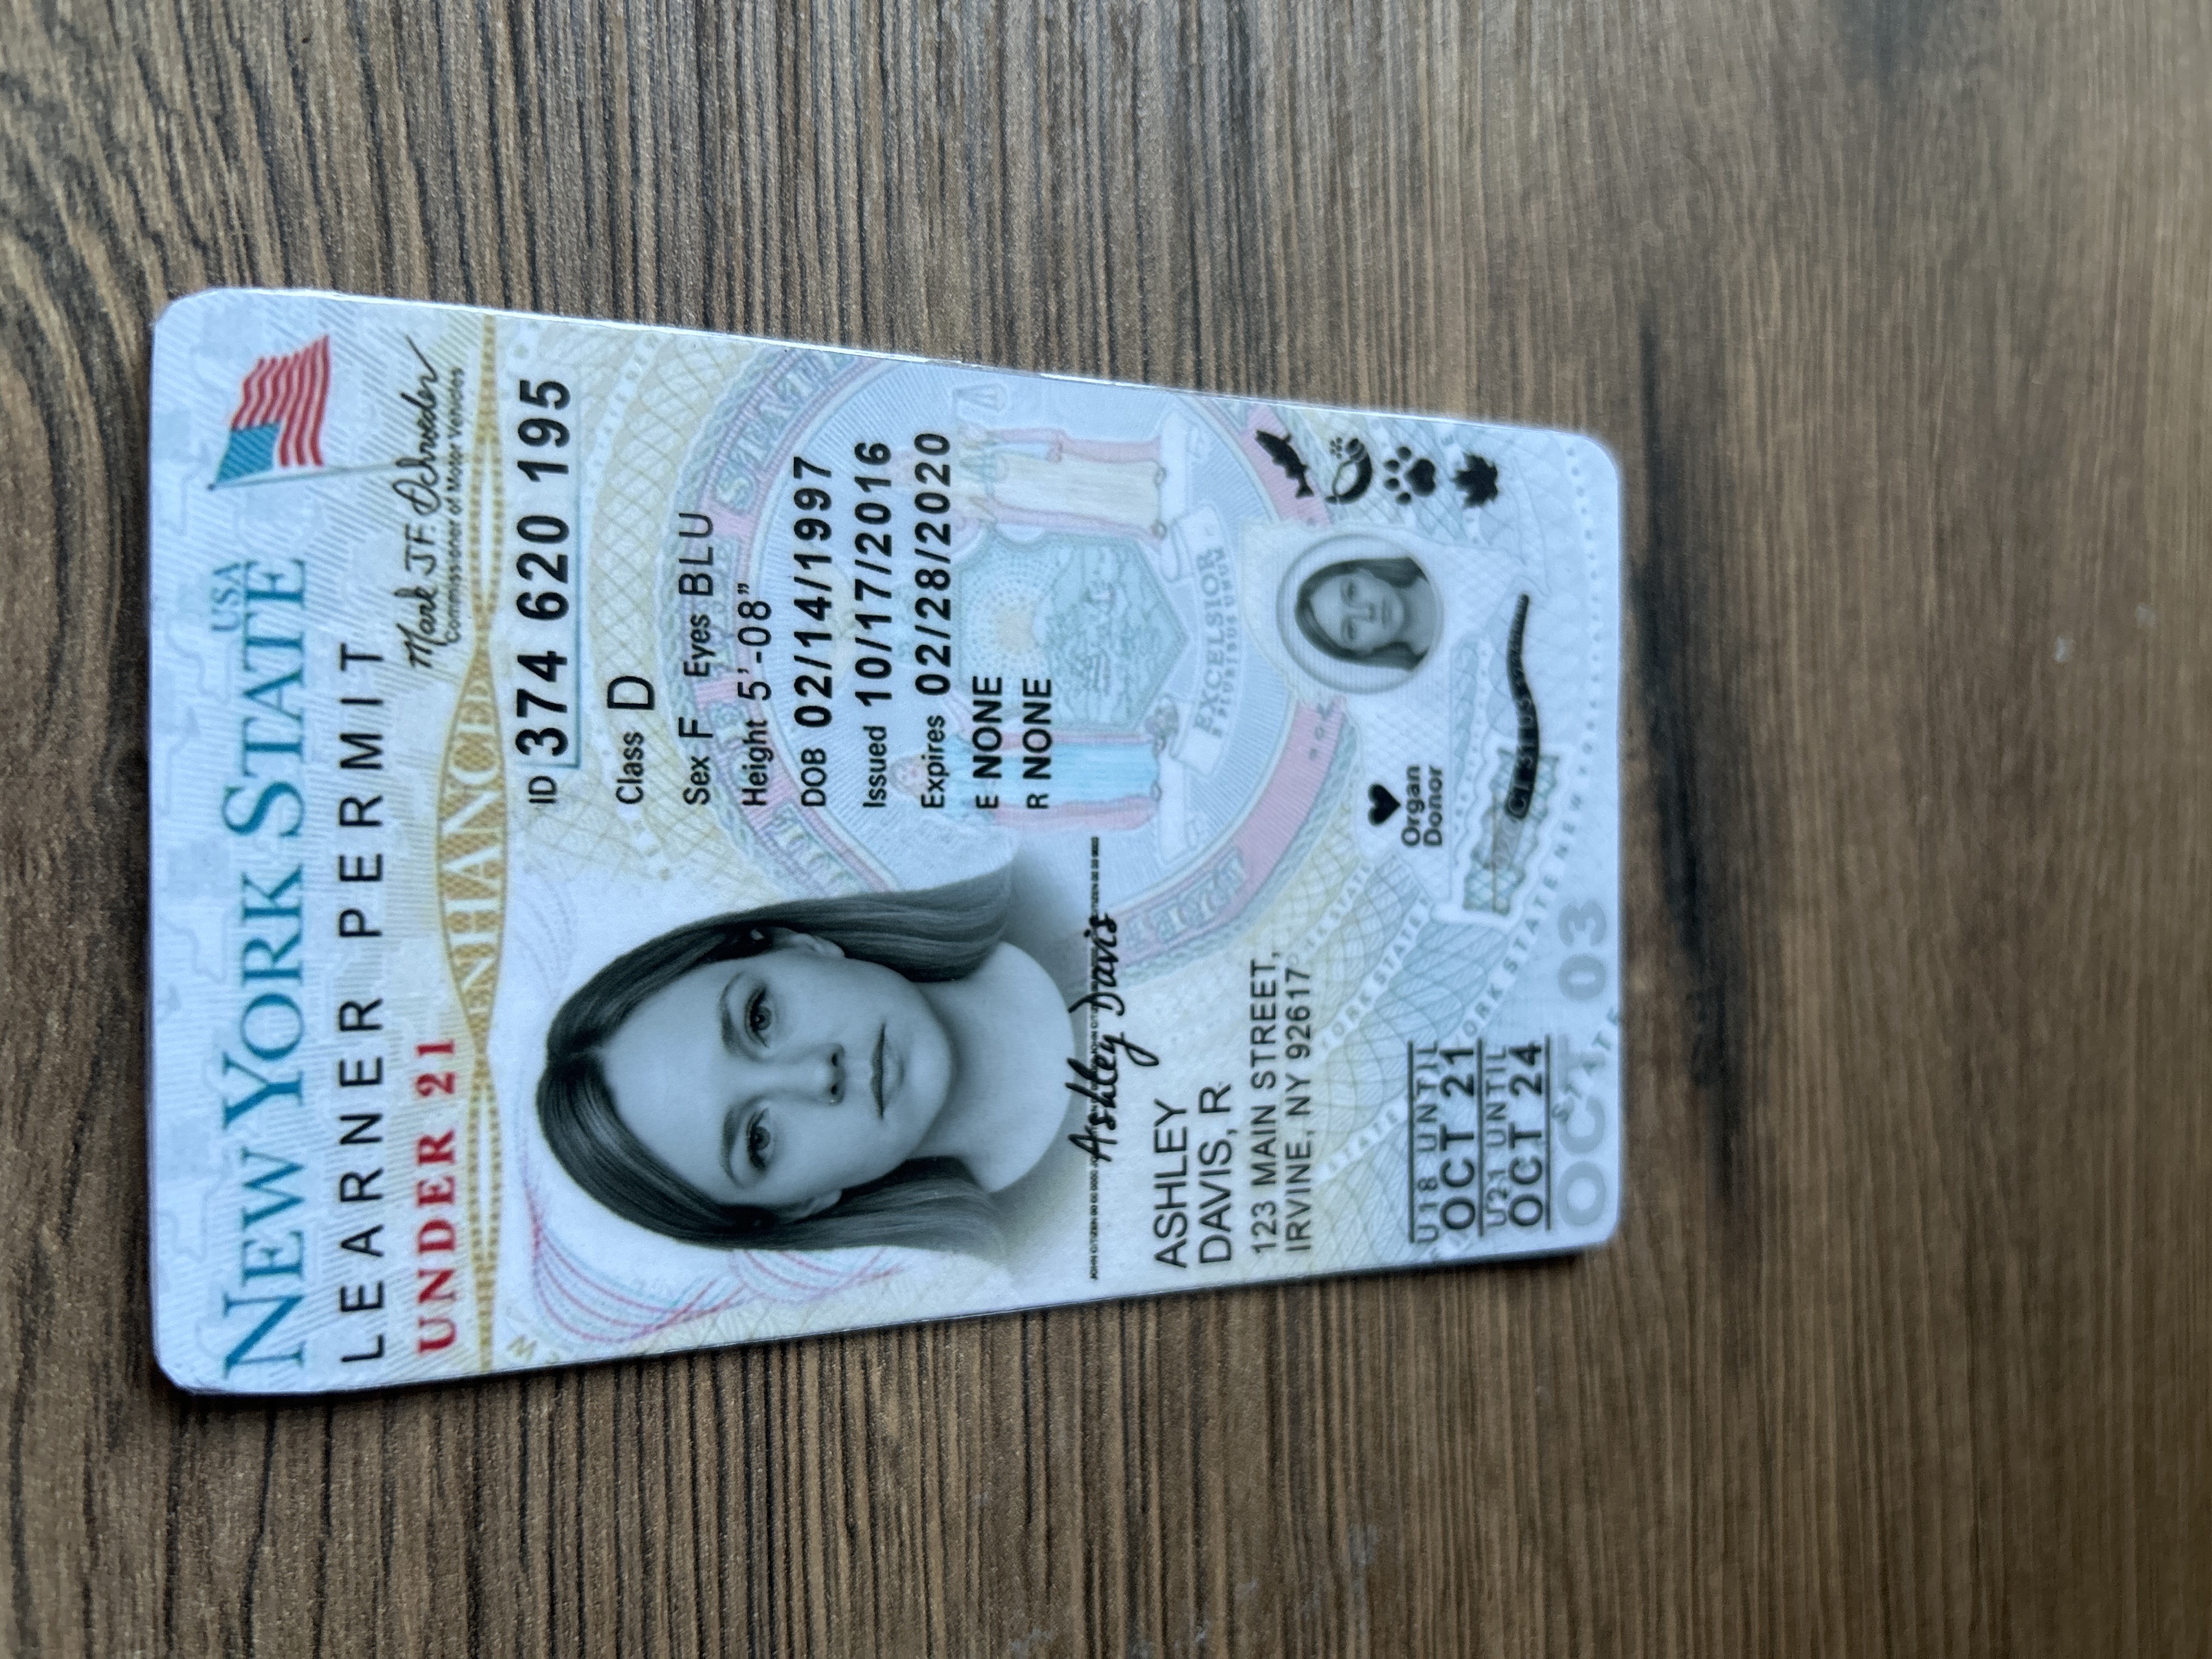 NEW YORK STATE USA
LEARNER PERMIT
UNDER 21
Mark J.F. Schroeder
Commissioner of Motor Vehicles
ENHANCED
ID 374 620 195
Class D
Sex F Eyes BLU
Height 5'-08"
DOB 02/14/1997
Issued 10/17/2016
Expires 02/28/2020
E NONE
R NONE
Ashley Davis
ASHLEY
DAVIS, R
123 MAIN STREET,
IRVINE, NY 92617
EXCELSIOR
E PLURIBUS UNUM
Organ
Donor
U18 UNTIL
OCT 21
U21 UNTIL
OCT 24
OCT 03
STATE